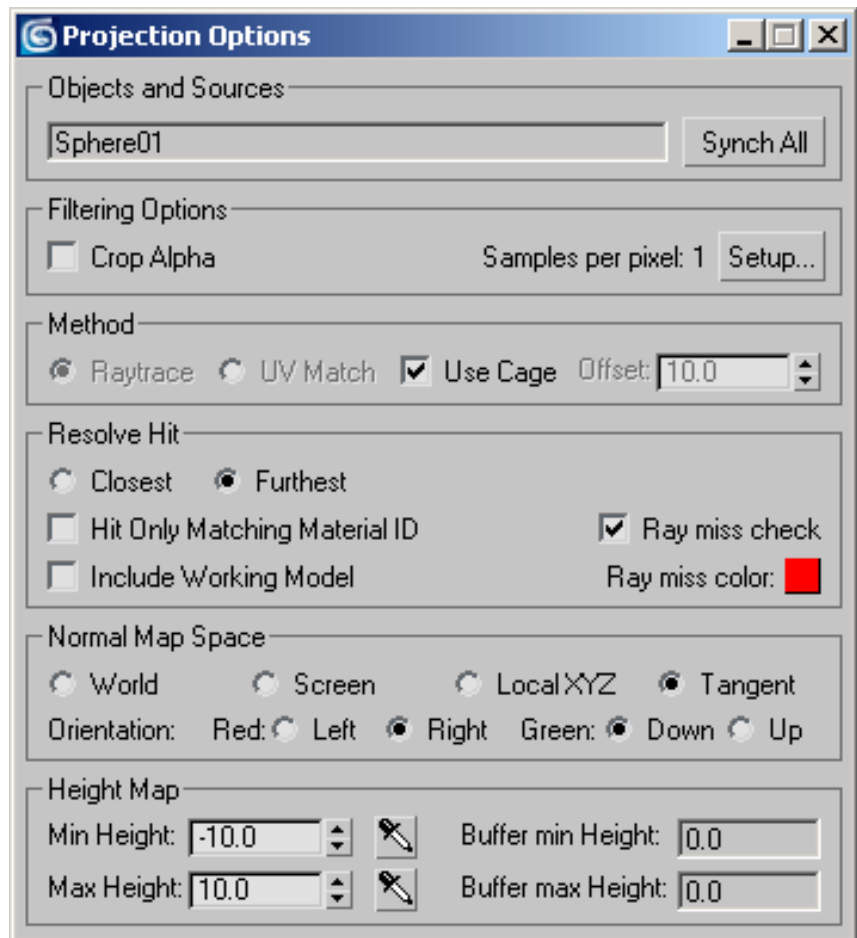 Projection Options
Objects and Sources
Sphere01 Synch All
Filtering Options
Crop Alpha Samples per pixel: 1 Setup...
Method
Raytrace UV Match Use Cage Offset: 10.0
Resolve Hit
Closest Furthest
Hit Only Matching Material ID Ray miss check
Include Working Model Ray miss color:
Normal Map Space
World Screen Local XYZ Tangent
Orientation: Red: Left Right Green: Down Up
Height Map
Min Height: -10.0 Buffer min Height: 0.0
Max Height: 10.0 Buffer max Height: 0.0